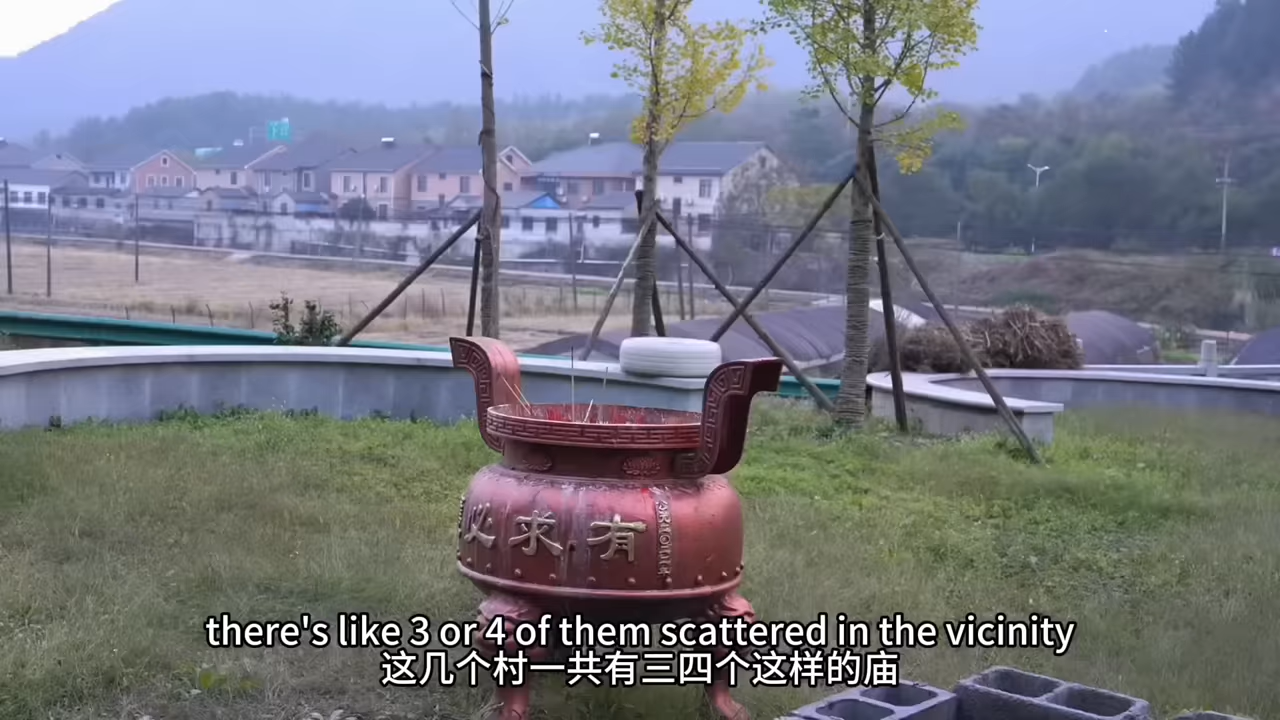 有求必
there's like 3 or 4 of them scattered in the vicinity
这几个村一共有三四个这样的庙